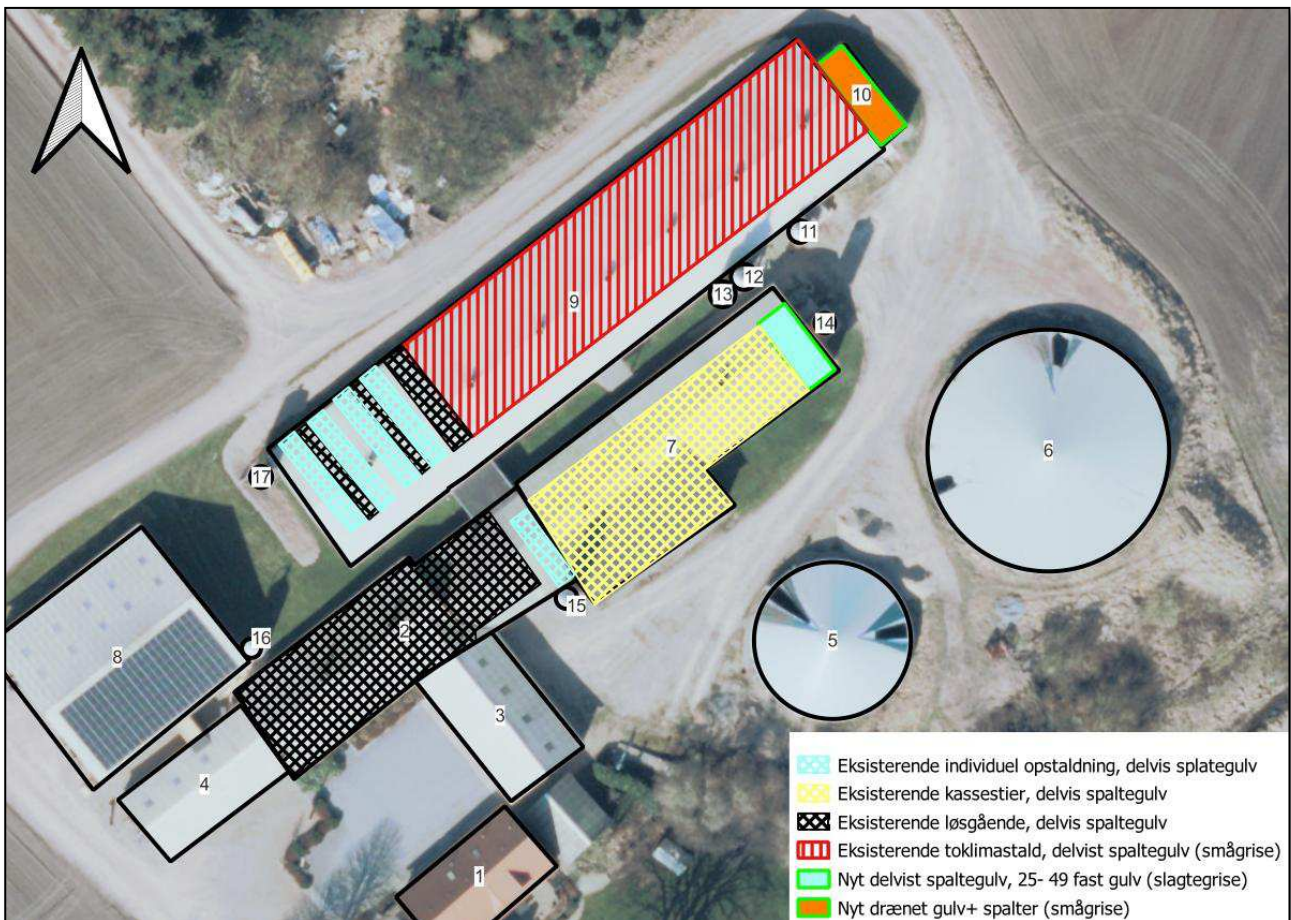 10
11
12
13
9
14
7
6
17
15
2
16
5
8
3
4
1
Eksisterende individuel opstaldning, delvis splategulv
Eksisterende kassestier, delvis spaltegulv
Eksisterende løsgående, delvis spaltegulv
Eksisterende toklimastald, delvist spaltegulv (smågrise)
Nyt delvist spaltegulv, 25- 49 fast gulv (slagtegrise)
Nyt drænet gulv+ spalter (smågrise)